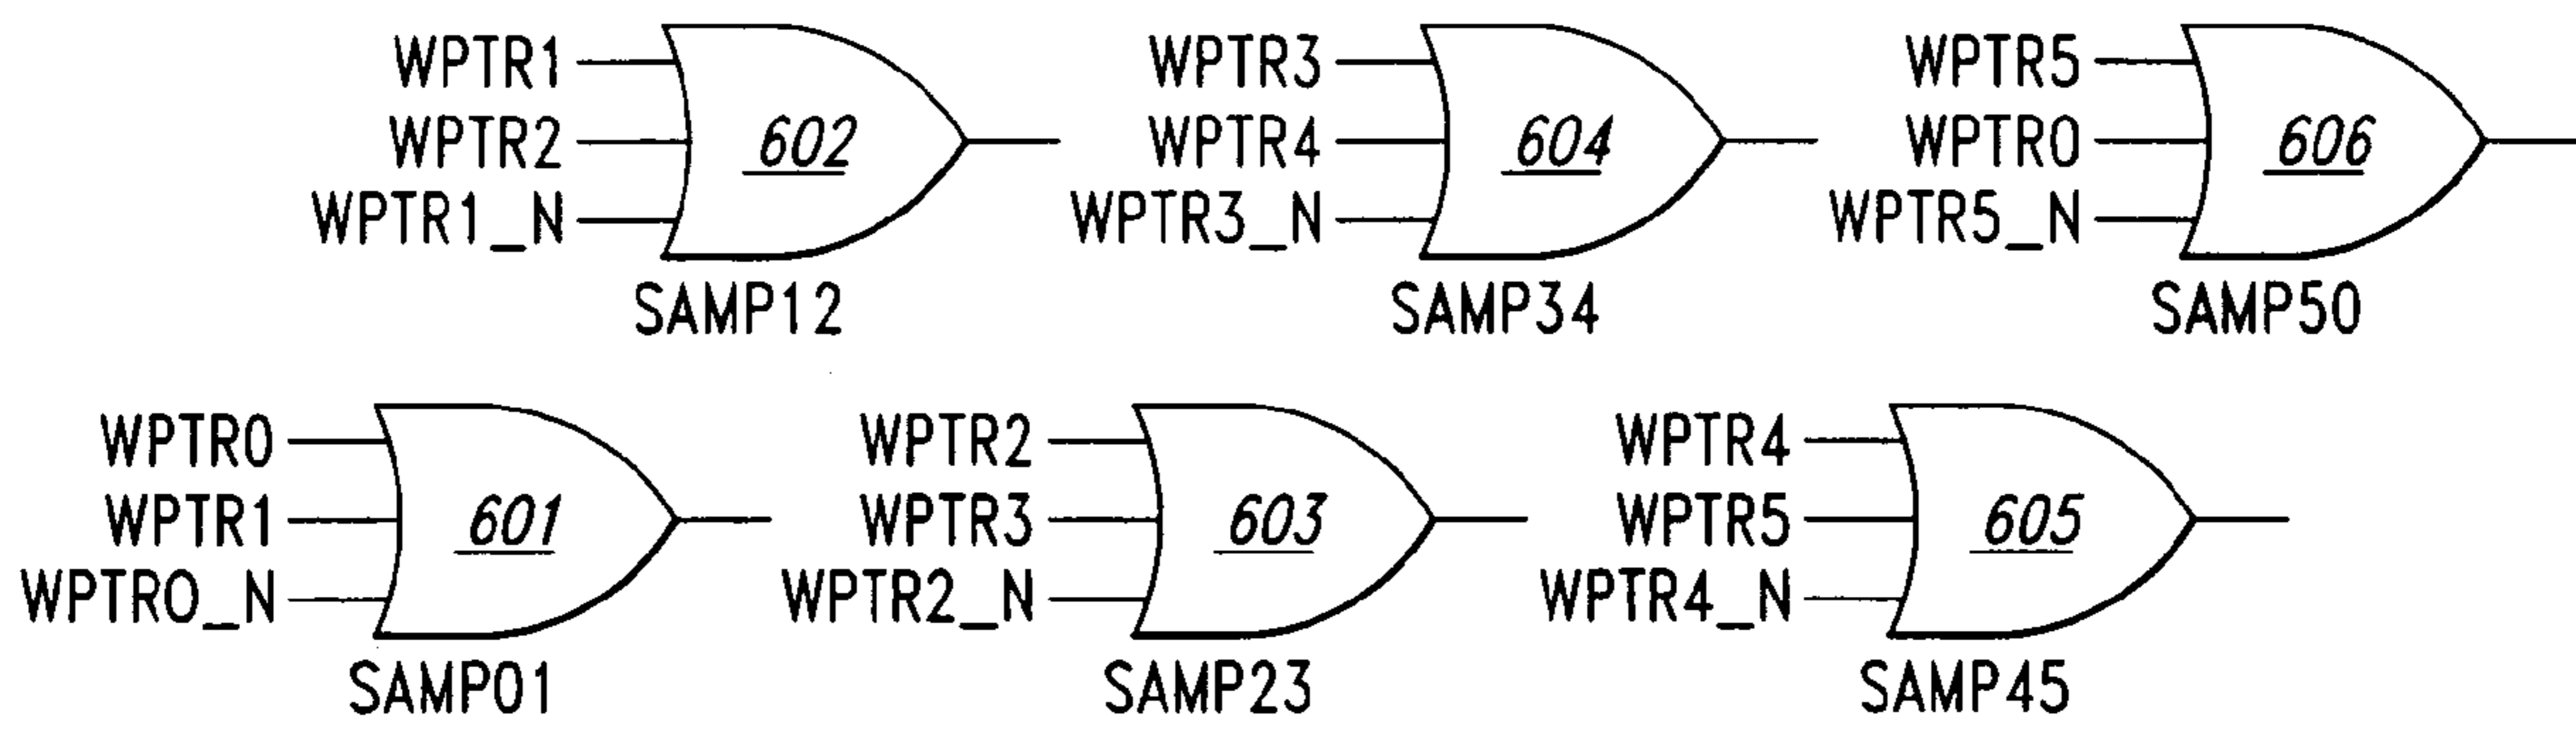 WPTR1
WPTR2
WPTR1_N
602
SAMP12
WPTR3
WPTR4
WPTR3_N
604
SAMP34
WPTR5
WPTR0
WPTR5_N
606
SAMP50
WPTR0
WPTR1
WPTR0_N
601
SAMP01
WPTR2
WPTR3
WPTR2_N
603
SAMP23
WPTR4
WPTR5
WPTR4_N
605
SAMP45